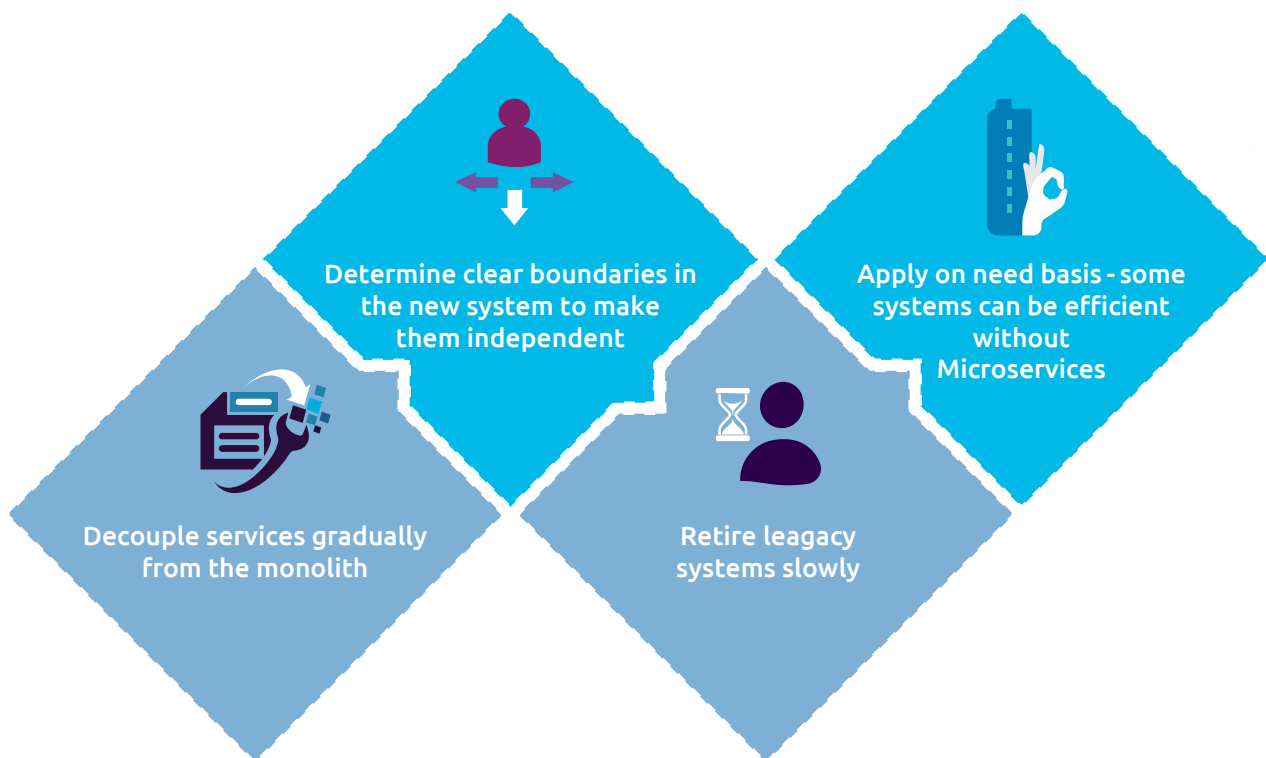 Determine clear boundaries in
the new system to make
them independent
Apply on need basis - some
systems can be efficient
without
Microservices
Decouple services gradually
from the monolith
Retire leagacy
systems slowly